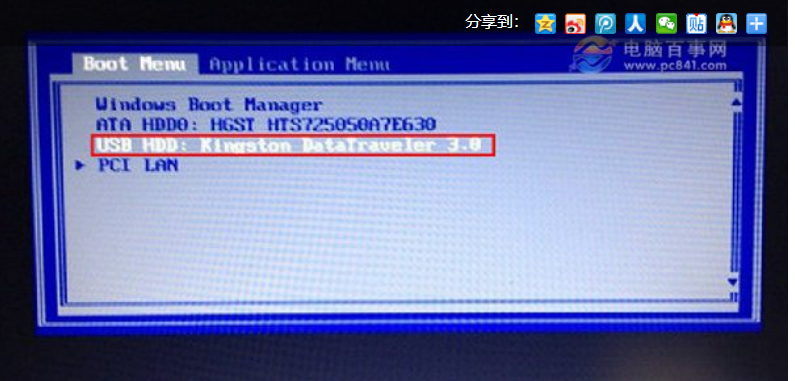 分享到：
电脑百事网
www.pc841.com
Boot Menu Application Menu
Windows Boot Manager
ATA HDD0: HGST HTS725050A7E630
USB HDD: Kingston DataTraveler 3.0
PCI LAN